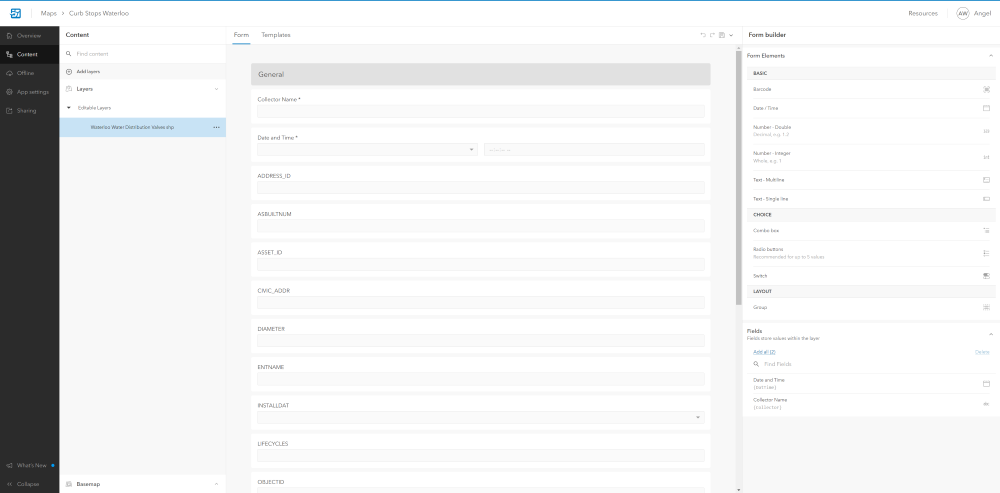 Maps > Curb Stops Waterloo
Resources
AW
Angel
Overview
Content
Offline
App settings
Sharing
What's New
Collapse
Content
Find content
Add layers
Layers
Editable Layers
Waterloo Water Distribution Valves.shp
Basemap
Form
Templates
General
Collector Name *
Date and Time *
ADDRESS_ID
ASBUILTNUM
ASSET_ID
CIVIC_ADDR
DIAMETER
ENTNAME
INSTALLDAT
LIFECYCLES
OBJECTID
Form builder
Form Elements
BASIC
Barcode
Date / Time
Number - Double
Decimal, e.g. 1.2
Number - Integer
Whole, e.g. 1
Text - Multiline
Text - Single line
CHOICE
Combo box
Radio buttons
Recommended for up to 5 values
Switch
LAYOUT
Group
Fields
Fields store values within the layer
Add all (2)
Delete
Find Fields
Date and Time
Collector Name
{Collector}